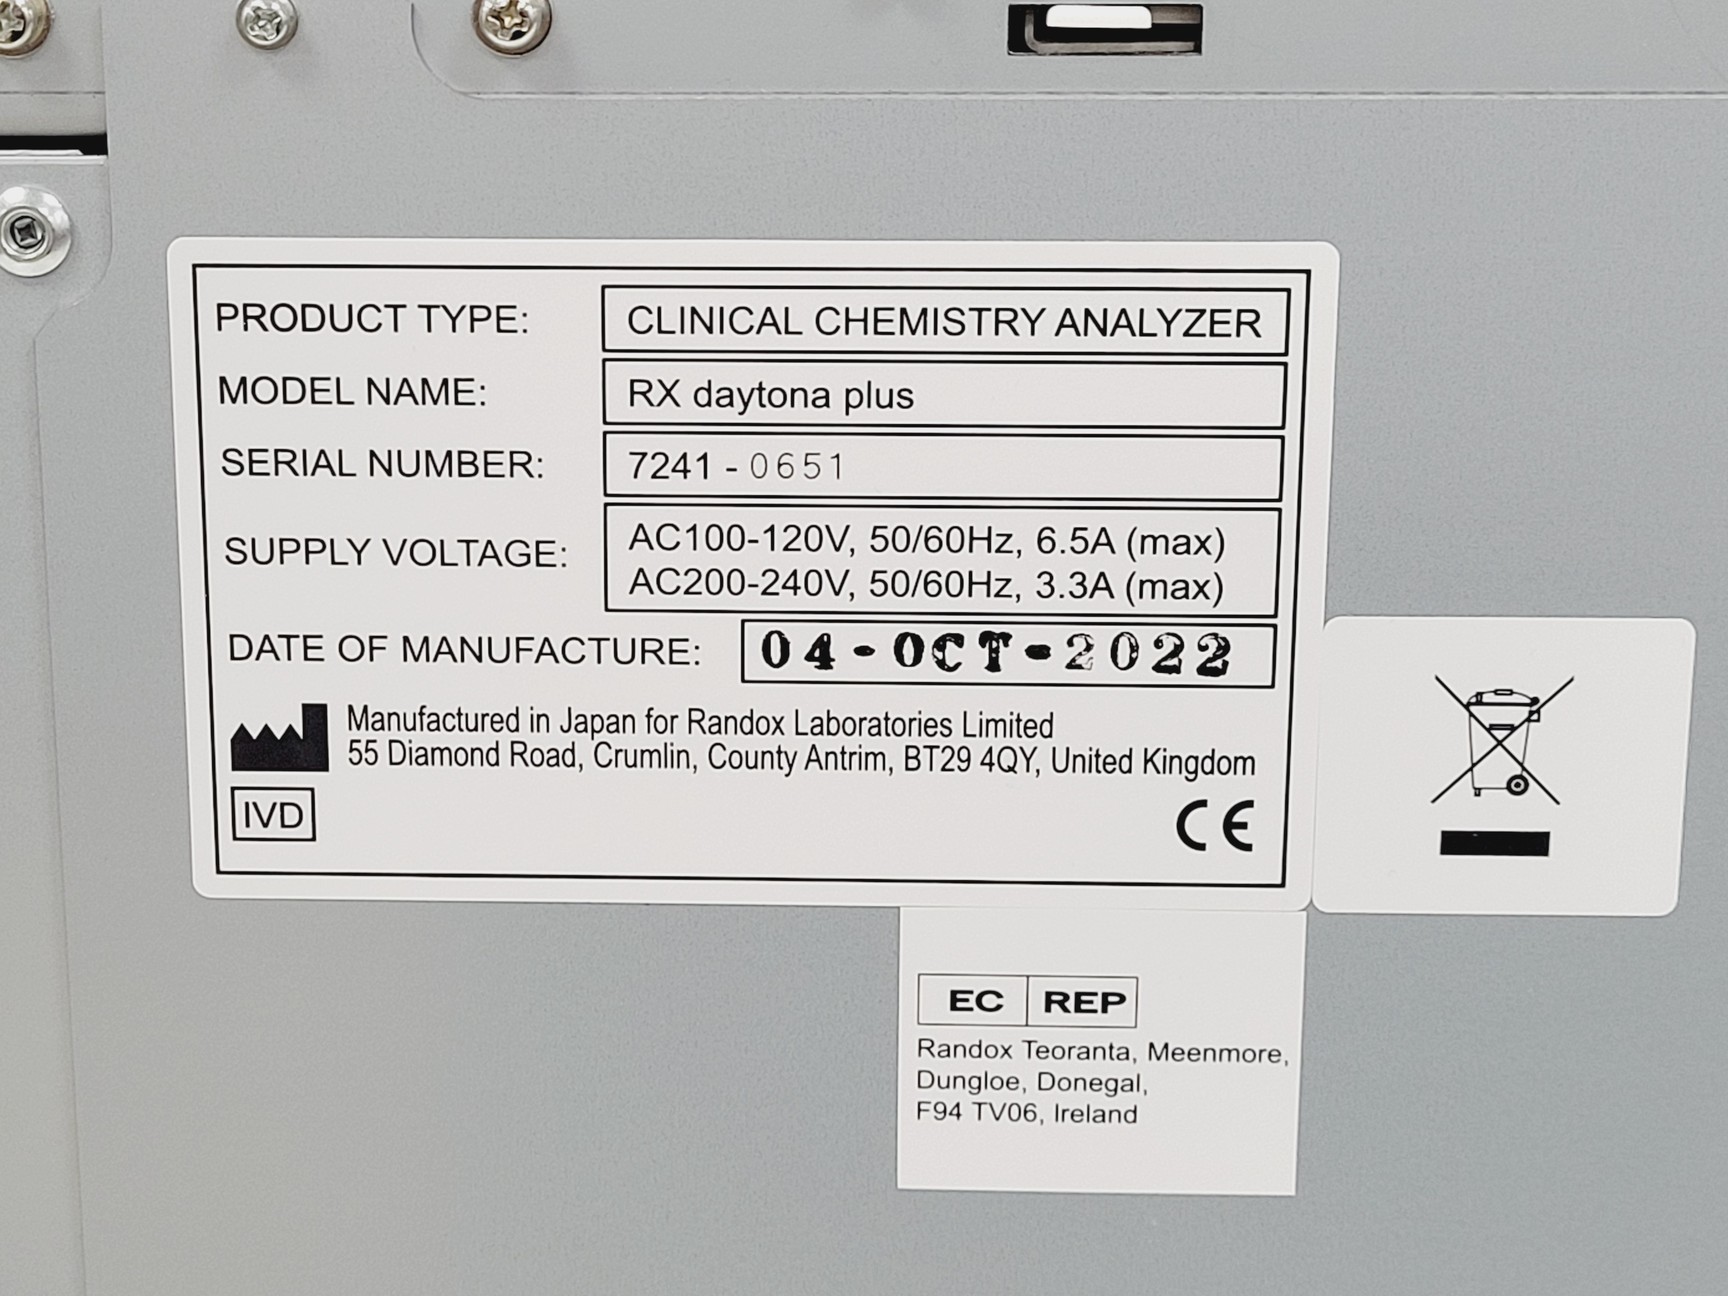 PRODUCT TYPE: CLINICAL CHEMISTRY ANALYZER
MODEL NAME: RX daytona plus
SERIAL NUMBER: 7241 - 0651
SUPPLY VOLTAGE: AC100-120V, 50/60Hz, 6.5A (max)
AC200-240V, 50/60Hz, 3.3A (max)
DATE OF MANUFACTURE: 04-OCT-2022
Manufactured in Japan for Randox Laboratories Limited
55 Diamond Road, Crumlin, County Antrim, BT29 4QY, United Kingdom
IVD CE
EC REP
Randox Teoranta, Meenmore,
Dungloe, Donegal,
F94 TV06, Ireland